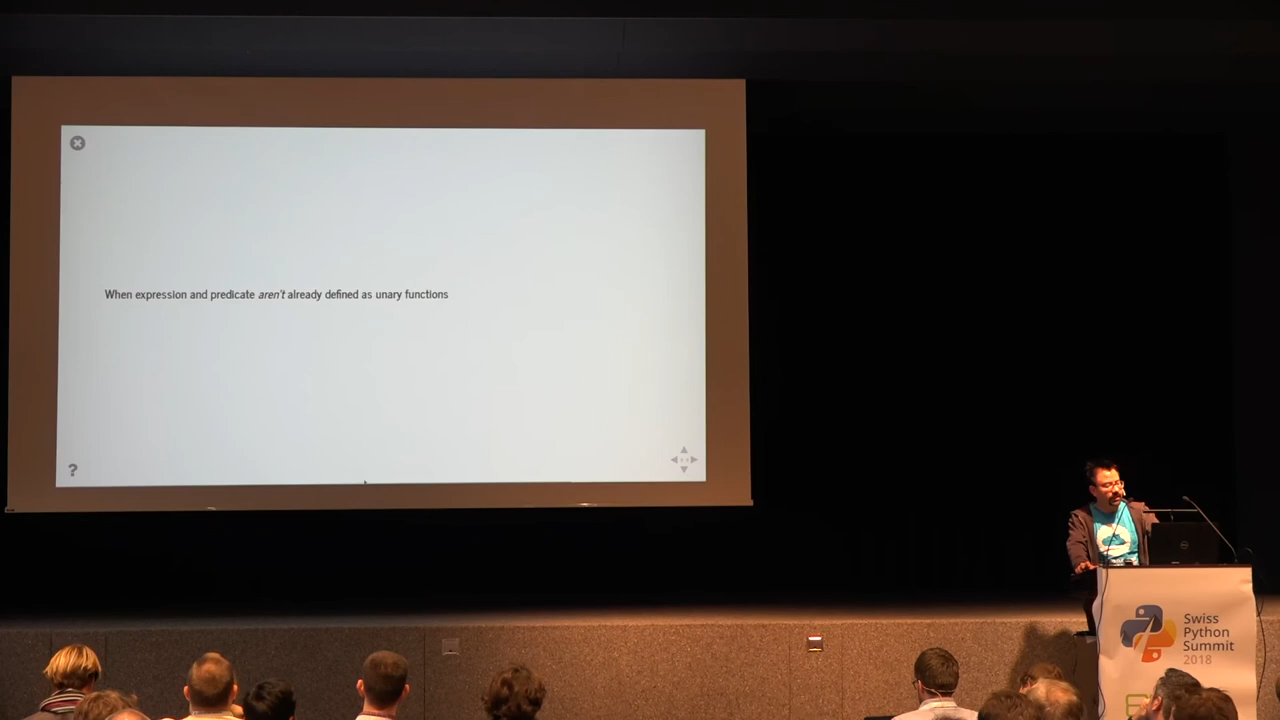 When expression and predicate aren't already defined as unary functions
?
Swiss
Python
Summit
2018